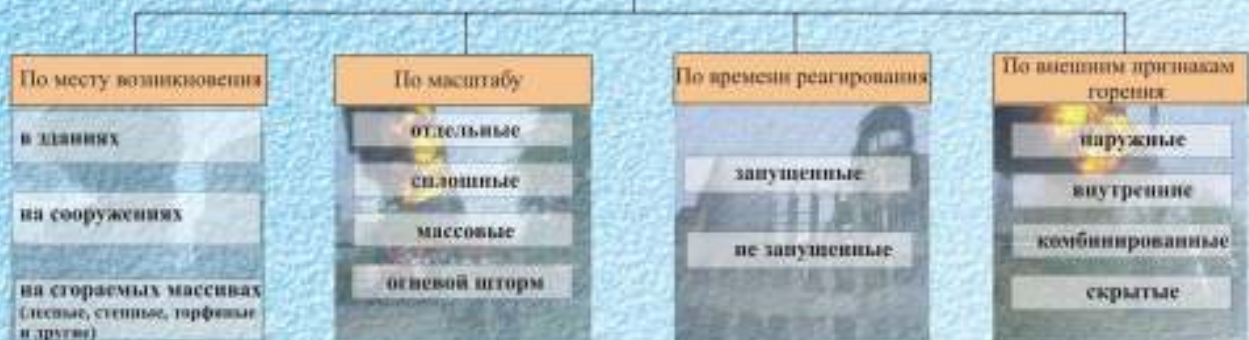 По месту возникновения
в зданиях
на сооружениях
на сгораемых массивах
(лесные, степные, торфяные
и другие)
По масштабу
отдельные
сплошные
массовые
огневой шторм
По времени реагирования
запущенные
не запущенные
По внешним признакам
горения
наружные
внутренние
комбинированные
скрытые